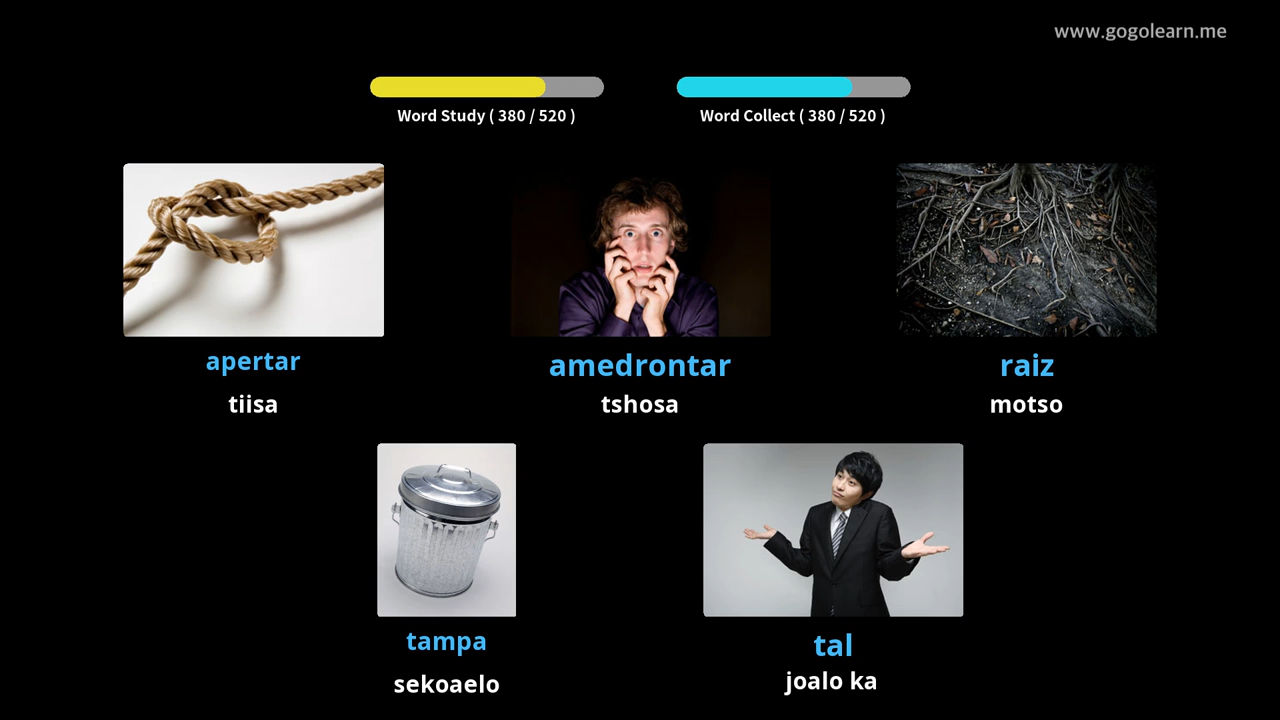 www.gogolearn.me
Word Study ( 380 / 520 )
Word Collect ( 380 / 520 )
apertar
tiisa
amedrontar
tshosa
raiz
motso
tampa
sekoaelo
tal
joalo ka